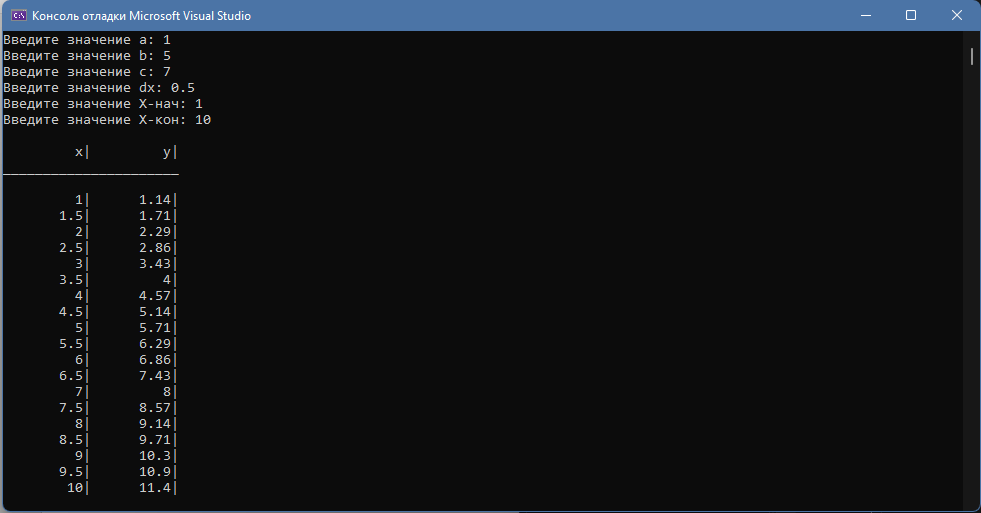 Консоль отладки Microsoft Visual Studio
Введите значение a: 1
Введите значение b: 5
Введите значение c: 7
Введите значение dx: 0.5
Введите значение X-нач: 1
Введите значение X-кон: 10
x| y|
______________________
1| 1.14|
1.5| 1.71|
2| 2.29|
2.5| 2.86|
3| 3.43|
3.5| 4|
4| 4.57|
4.5| 5.14|
5| 5.71|
5.5| 6.29|
6| 6.86|
6.5| 7.43|
7| 8|
7.5| 8.57|
8| 9.14|
8.5| 9.71|
9| 10.3|
9.5| 10.9|
10| 11.4|